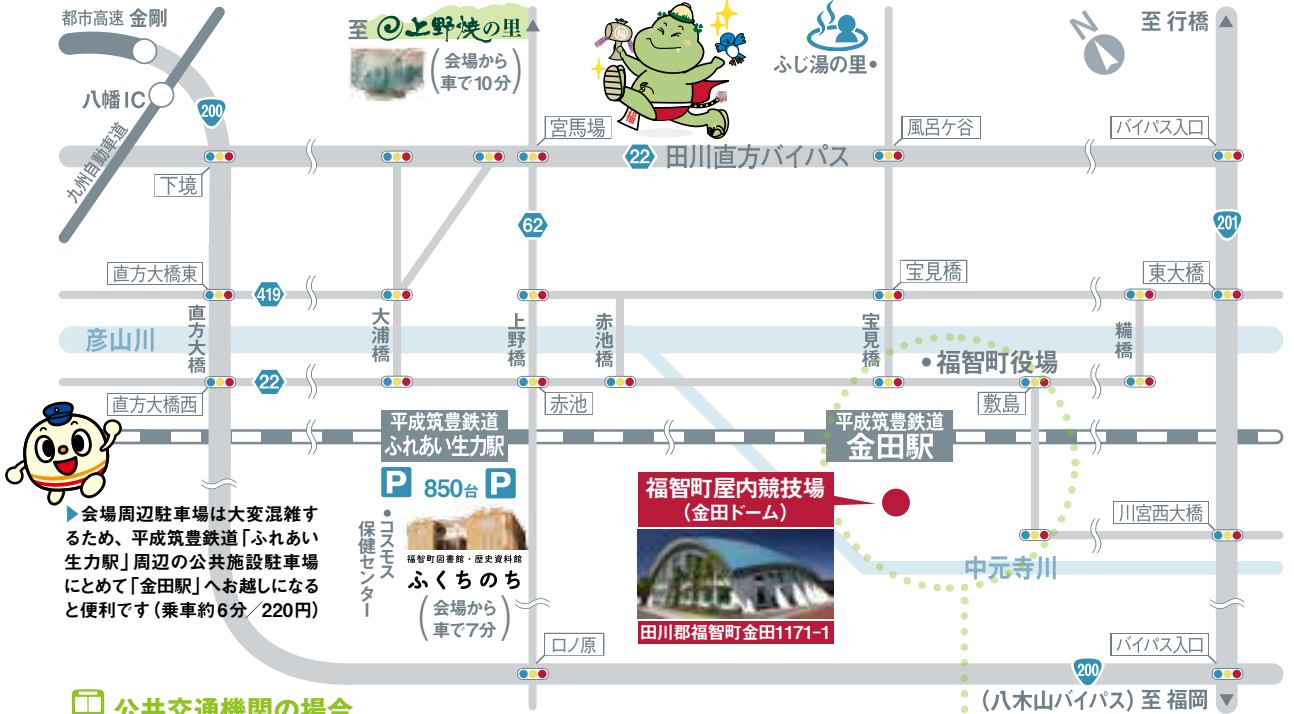 都市高速 金剛
至 上野焼の里
(会場から
車で10分)
ふじ湯の里
N
至 行橋
八幡IC
九州自動車道
200
下境
宮馬場
22 田川直方バイパス
風呂ケ谷
バイパス入口
62
201
直方大橋東
419
宝見橋
東大橋
彦山川
直方大橋
大浦橋
上野橋
赤池橋
宝見橋
糒橋
福智町役場
22
直方大橋西
赤池
敷島
平成筑豊鉄道
ふれあい生力駅
平成筑豊鉄道
金田駅
P 850台 P
福智町屋内競技場
(金田ドーム)
川宮西大橋
▶会場周辺駐車場は大変混雑す
るため、平成筑豊鉄道「ふれあい
生力駅」周辺の公共施設駐車場
にとめて「金田駅」へお越しになる
と便利です(乗車約6分/220円)
コスモス
保健センター
福智町図書館・歴史資料館
ふくちのち
(会場から
車で7分)
中元寺川
田川郡福智町金田1171-1
口ノ原
バイパス入口
200
(八木山バイパス) 至 福岡
公共交通機関の場合